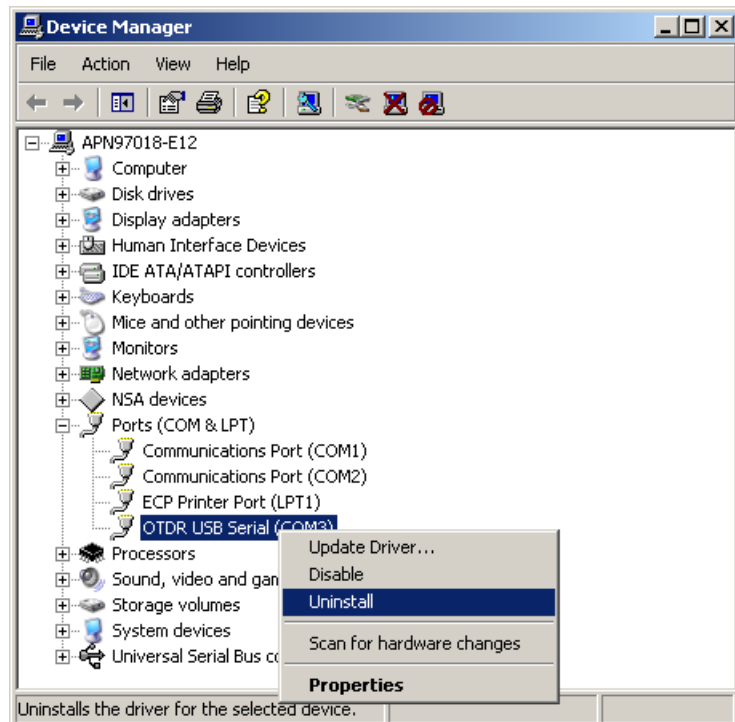 Device Manager
File Action View Help
APN97018-E12
Computer
Disk drives
Display adapters
Human Interface Devices
IDE ATA/ATAPI controllers
Keyboards
Mice and other pointing devices
Monitors
Network adapters
NSA devices
Ports (COM & LPT)
Communications Port (COM1)
Communications Port (COM2)
ECP Printer Port (LPT1)
OTDR USB Serial (COM3)
Processors
Sound, video and gan
Storage volumes
System devices
Universal Serial Bus co
Update Driver...
Disable
Uninstall
Scan for hardware changes
Properties
Uninstalls the driver for the selected device.